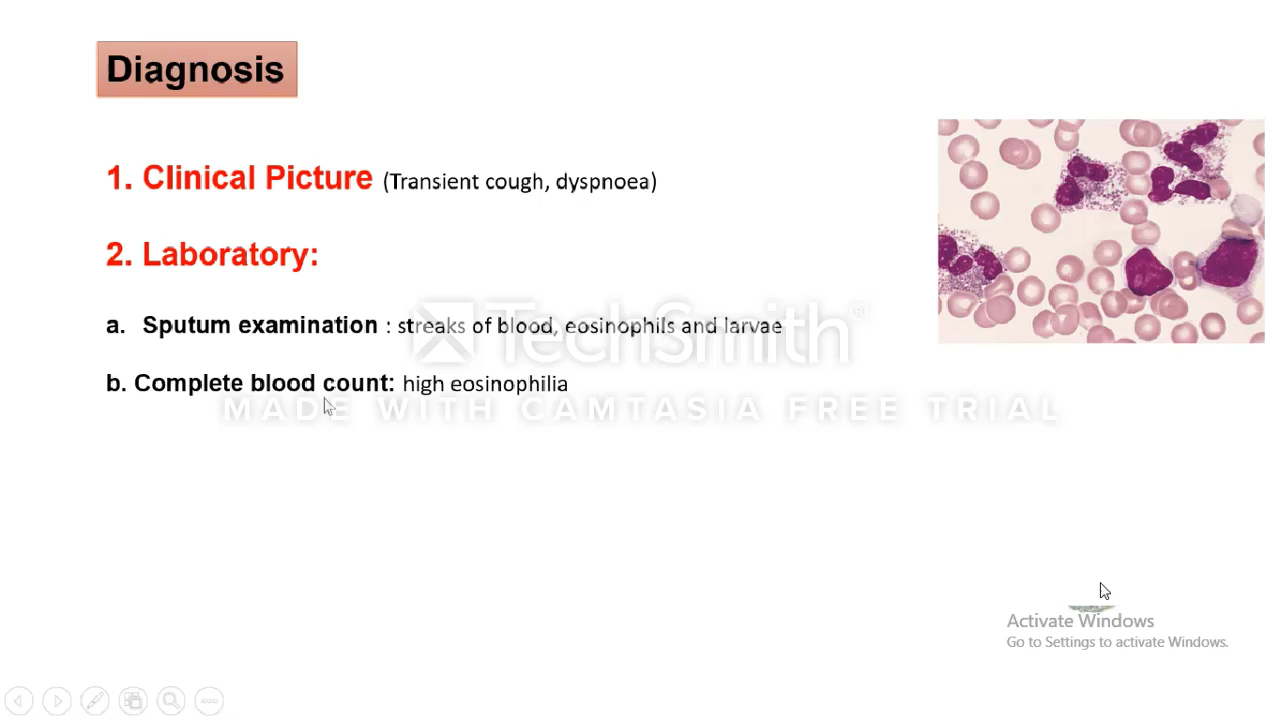 Diagnosis
1. Clinical Picture (Transient cough, dyspnoea)
2. Laboratory:
a. Sputum examination : streaks of blood, eosinophils and larvae
TechSmith®
b. Complete blood count: high eosinophilia
MADE WITH CAMTASIA FREE TRIAL
Activate Windows
Go to Settings to activate Windows.